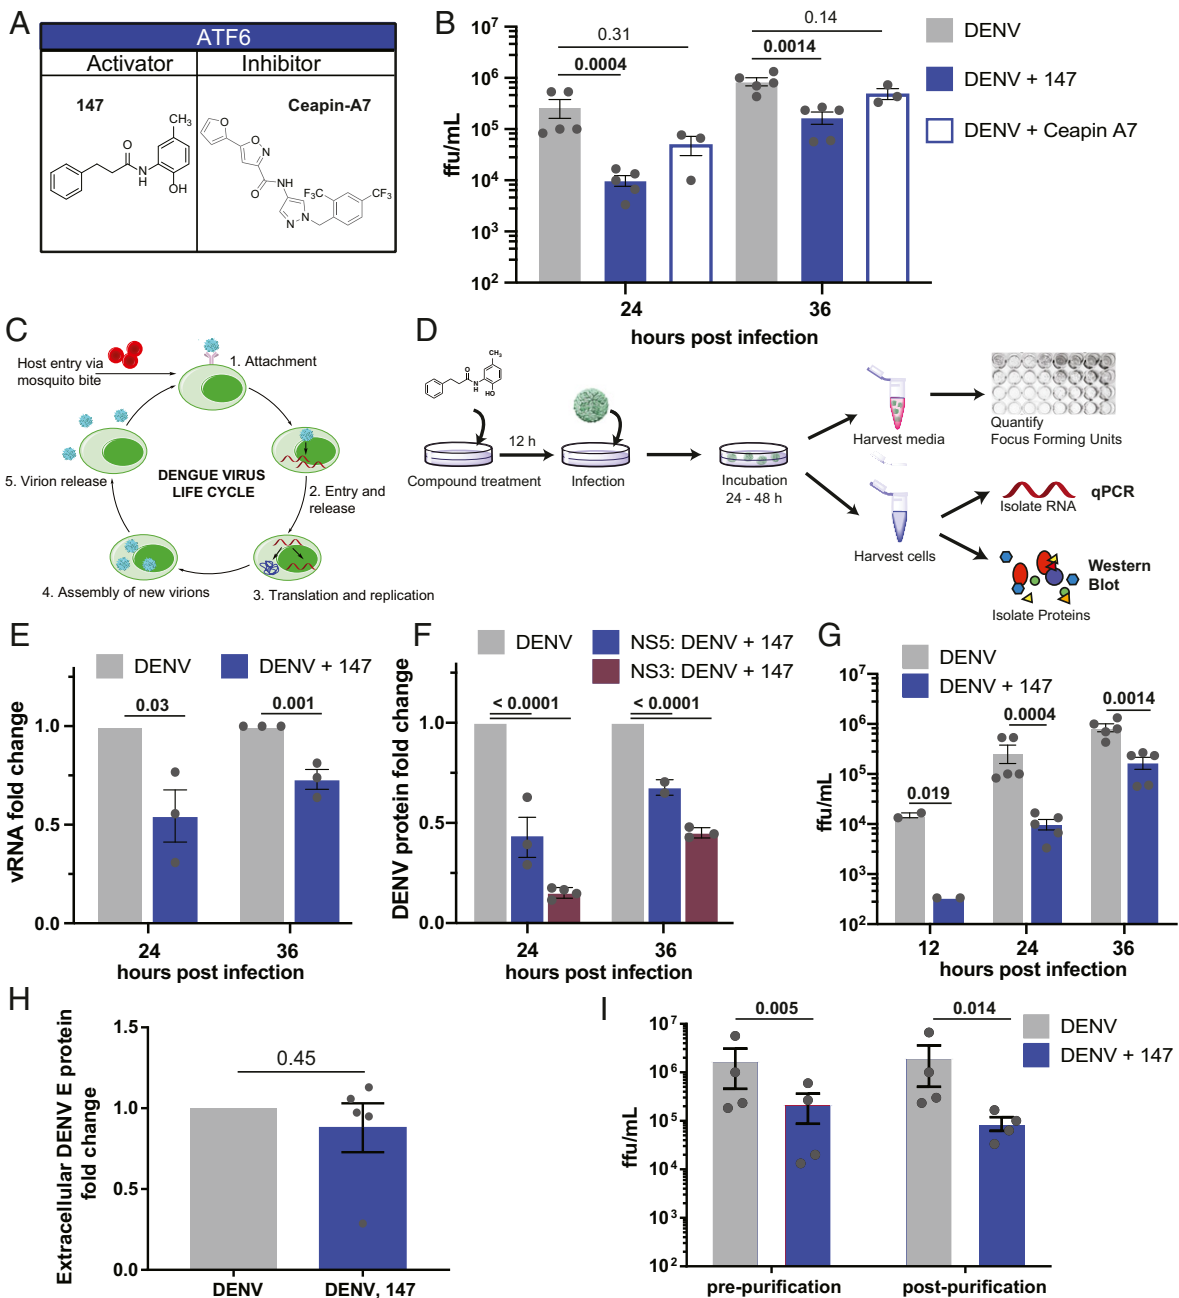 A
ATF6
Activator
Inhibitor
147
Ceapin-A7
CH3
O
N
H
OH
O
O
N
O
NH
F3C
CF3
N
N
B
ffu/mL
10^7
10^6
10^5
10^4
10^3
10^2
0.31
0.0004
0.14
0.0014
24
36
hours post infection
DENV
DENV + 147
DENV + Ceapin A7
C
Host entry via
mosquito bite
1. Attachment
DENGUE VIRUS
LIFE CYCLE
2. Entry and
release
3. Translation and replication
4. Assembly of new virions
5. Virion release
D
CH3
O
N
H
HO
Compound treatment
12 h
Infection
Incubation
24 - 48 h
Harvest media
Quantify
Focus Forming Units
Harvest cells
Isolate RNA
qPCR
Isolate Proteins
Western
Blot
E
DENV
DENV + 147
vRNA fold change
1.0
0.5
0.0
0.03
0.001
24
36
hours post infection
F
DENV
NS5: DENV + 147
NS3: DENV + 147
DENV protein fold change
1.0
0.5
0.0
< 0.0001
< 0.0001
24
36
hours post infection
G
DENV
DENV + 147
ffu/mL
10^7
10^6
10^5
10^4
10^3
10^2
0.019
0.0004
0.0014
12
24
36
hours post infection
H
Extracellular DENV E protein
fold change
1.5
1.0
0.5
0.0
0.45
DENV
DENV, 147
I
ffu/mL
10^7
10^6
10^5
10^4
10^3
10^2
0.005
0.014
DENV
DENV + 147
pre-purification
post-purification